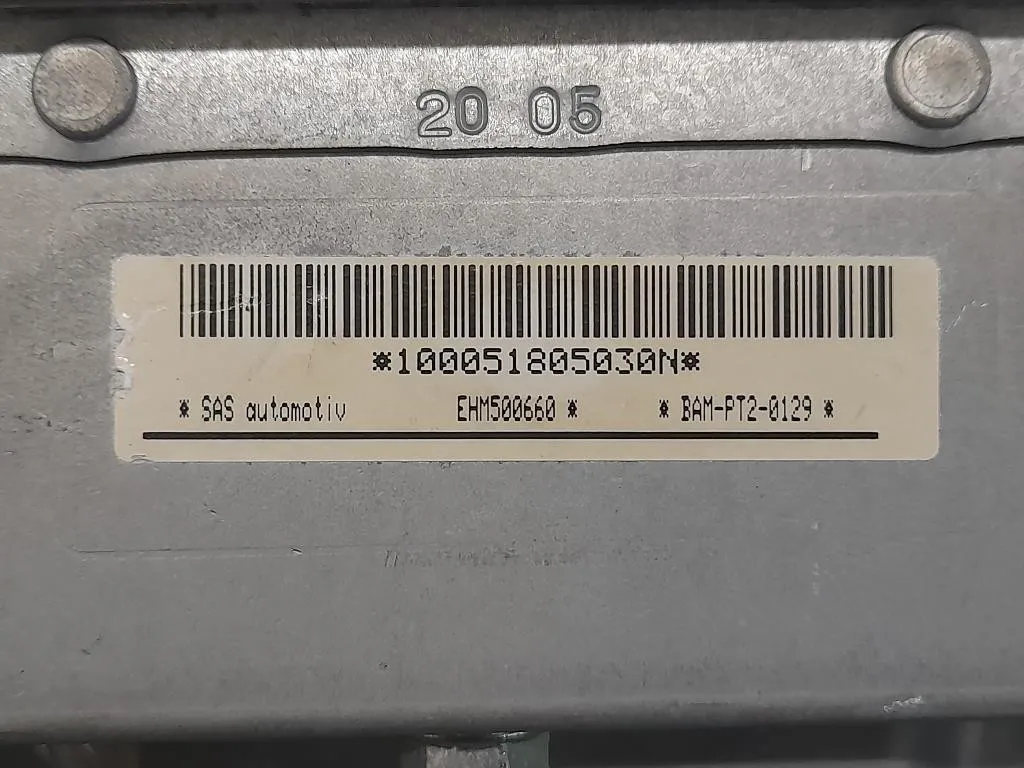 20 05
*100051805030N*
* SAS automotiv EHM500660 * * BAM-PT2-0129 *